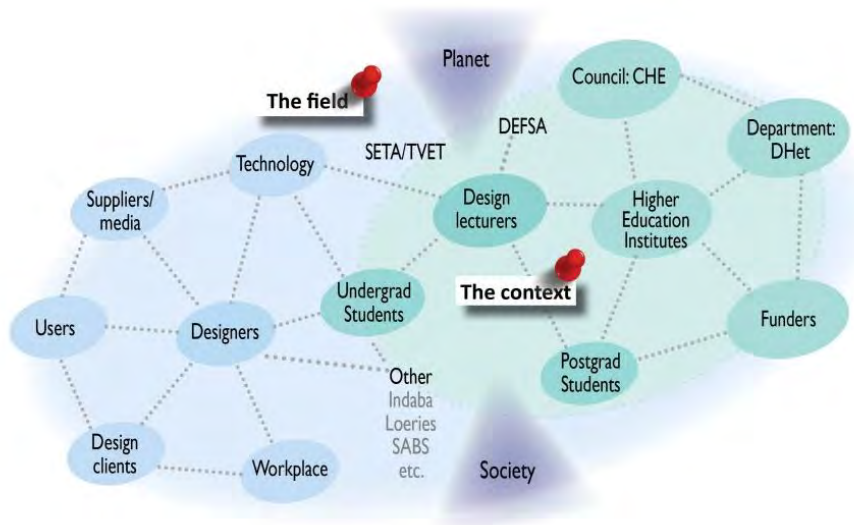 Planet
Council: CHE
The field
Department:
DHet
DEFSA
SETA/TVET
Technology
Suppliers/
media
Design
lecturers
Higher
Education
Institutes
The context
Undergrad
Students
Users
Designers
Funders
Postgrad
Students
Other
Indaba
Loeries
SABS
etc.
Design
clients
Workplace
Society